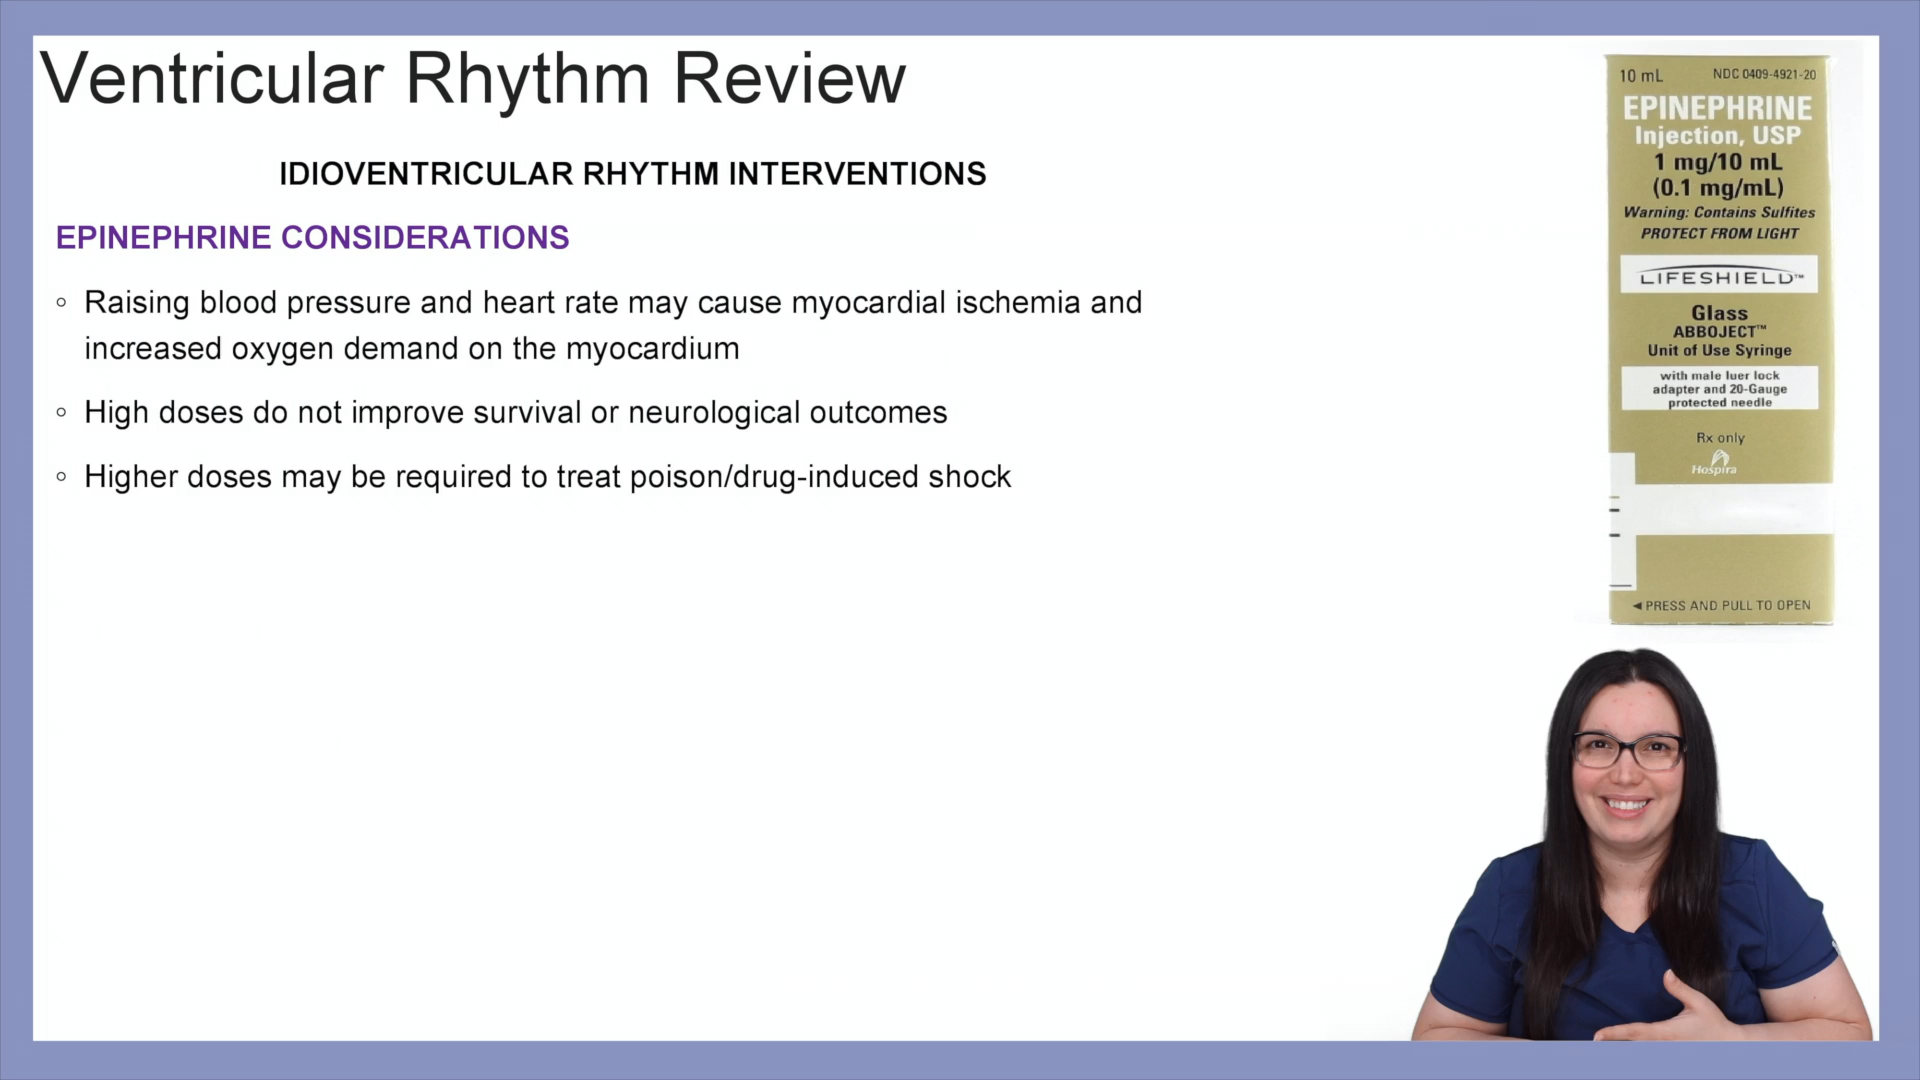 Ventricular Rhythm Review
IDIOVENTRICULAR RHYTHM INTERVENTIONS
EPINEPHRINE CONSIDERATIONS
◦ Raising blood pressure and heart rate may cause myocardial ischemia and
increased oxygen demand on the myocardium
◦ High doses do not improve survival or neurological outcomes
◦ Higher doses may be required to treat poison/drug-induced shock
10 mL NDC 0409-4921-20
EPINEPHRINE
Injection, USP
1 mg/10 mL
(0.1 mg/mL)
Warning: Contains Sulfites
PROTECT FROM LIGHT
LIFESHIELD™
Glass
ABBOJECT™
Unit of Use Syringe
with male luer lock
adapter and 20-Gauge
protected needle
Rx only
Hospira
◄ PRESS AND PULL TO OPEN